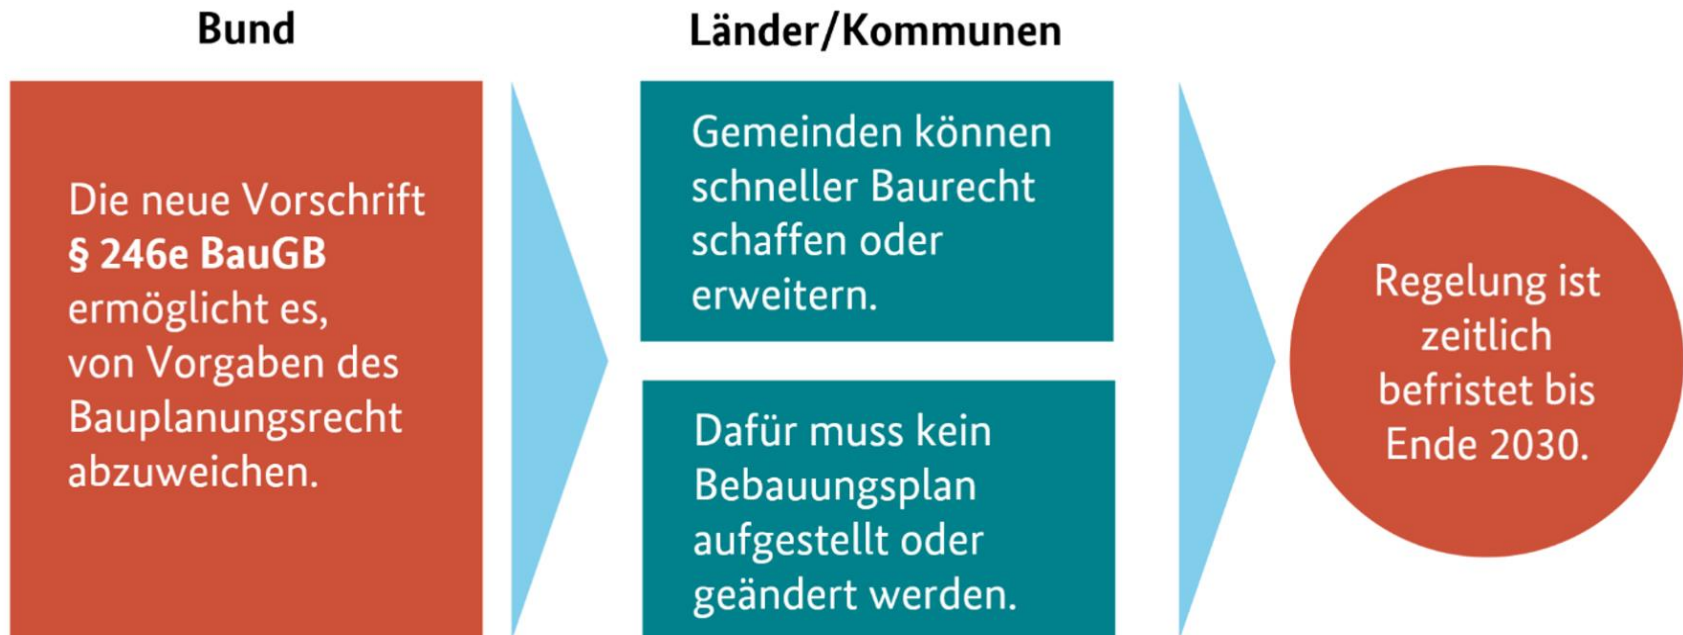 Bund
Die neue Vorschrift
§ 246e BauGB
ermöglicht es,
von Vorgaben des
Bauplanungsrecht
abzuweichen.
Länder/Kommunen
Gemeinden können
schneller Baurecht
schaffen oder
erweitern.
Dafür muss kein
Bebauungsplan
aufgestellt oder
geändert werden.
Regelung ist
zeitlich
befristet bis
Ende 2030.